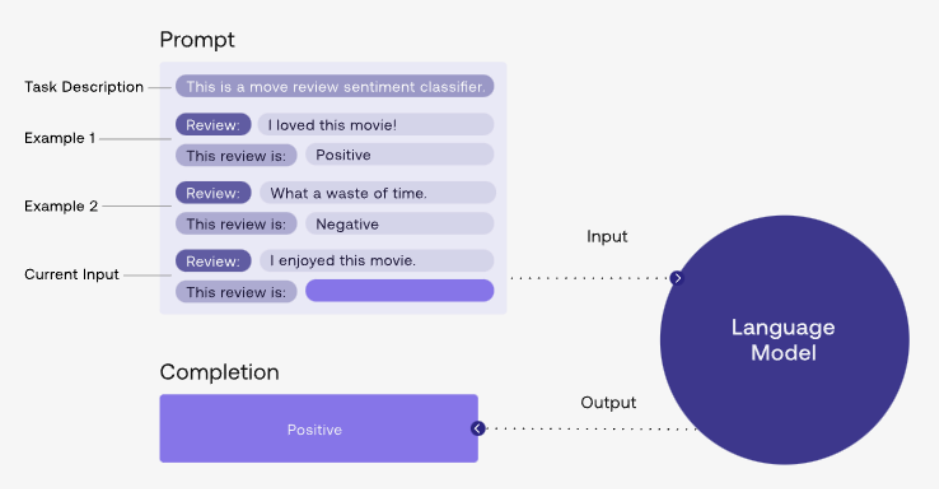 Prompt
Task Description
This is a move review sentiment classifier.
Example 1
Review: I loved this movie!
This review is: Positive
Example 2
Review: What a waste of time.
This review is: Negative
Current Input
Review: I enjoyed this movie.
This review is:
Input
Language
Model
Completion
Positive
Output